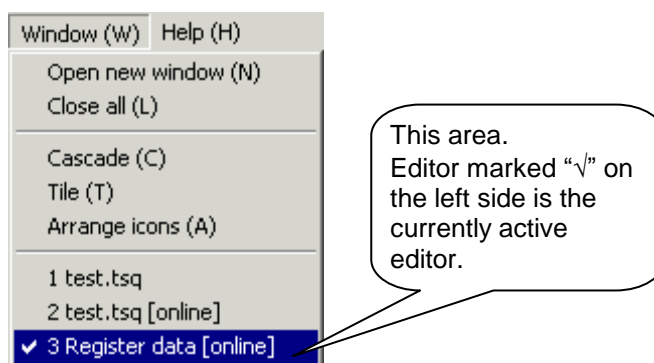 Window (W) Help (H)
Open new window (N)
Close all (L)
Cascade (C)
Tile (T)
Arrange icons (A)
1 test.tsq
2 test.tsq [online]
✓ 3 Register data [online]
This area.
Editor marked “√” on
the left side is the
currently active
editor.